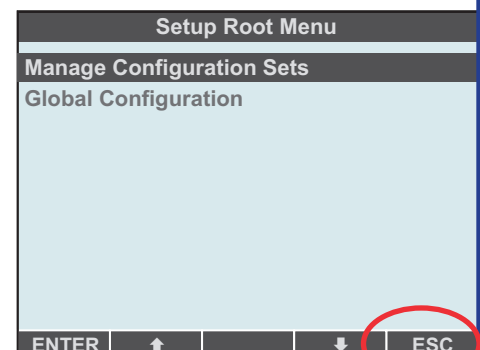 Setup Root Menu
Manage Configuration Sets
Global Configuration
ENTER ⬆ ⬇ ESC